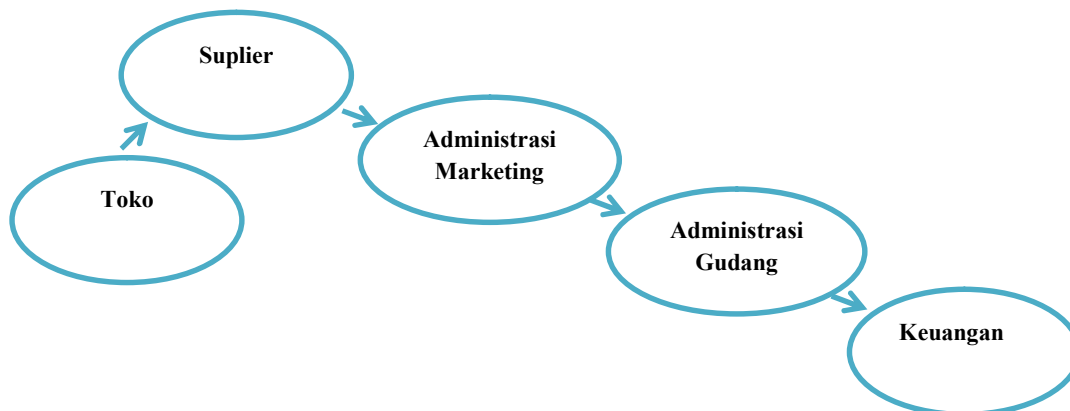 Suplier
Administrasi
Marketing
Toko
Administrasi
Gudang
Keuangan